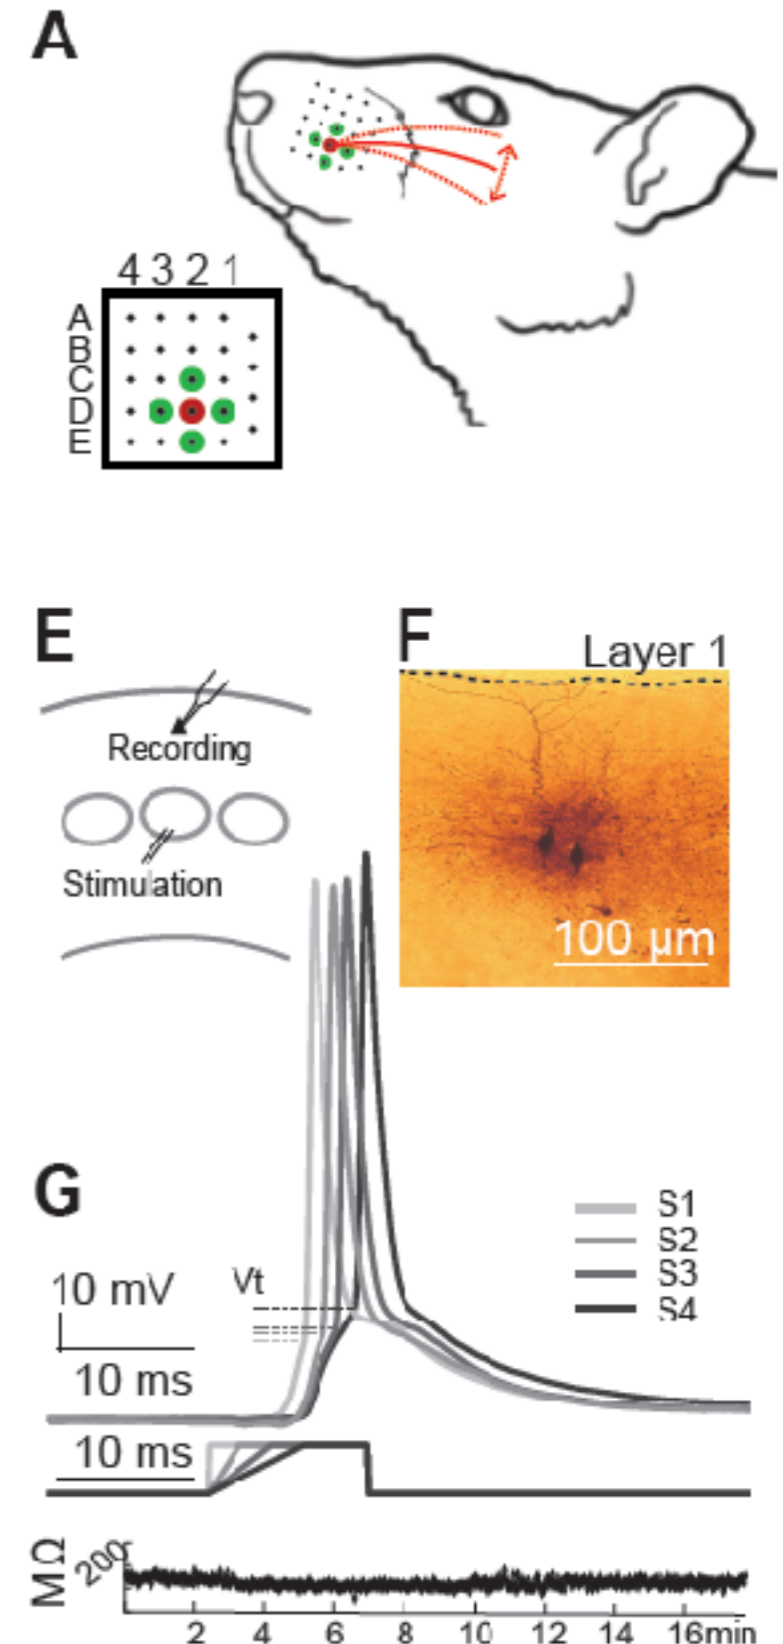 A
4 3 2 1
A
B
C
D
E
E
F
Layer 1
Recording
Stimulation
100 µm
G
S1
S2
S3
S4
Vt
10 mV
10 ms
10 ms
MΩ
200
2 4 6 8 10 12 14 16min